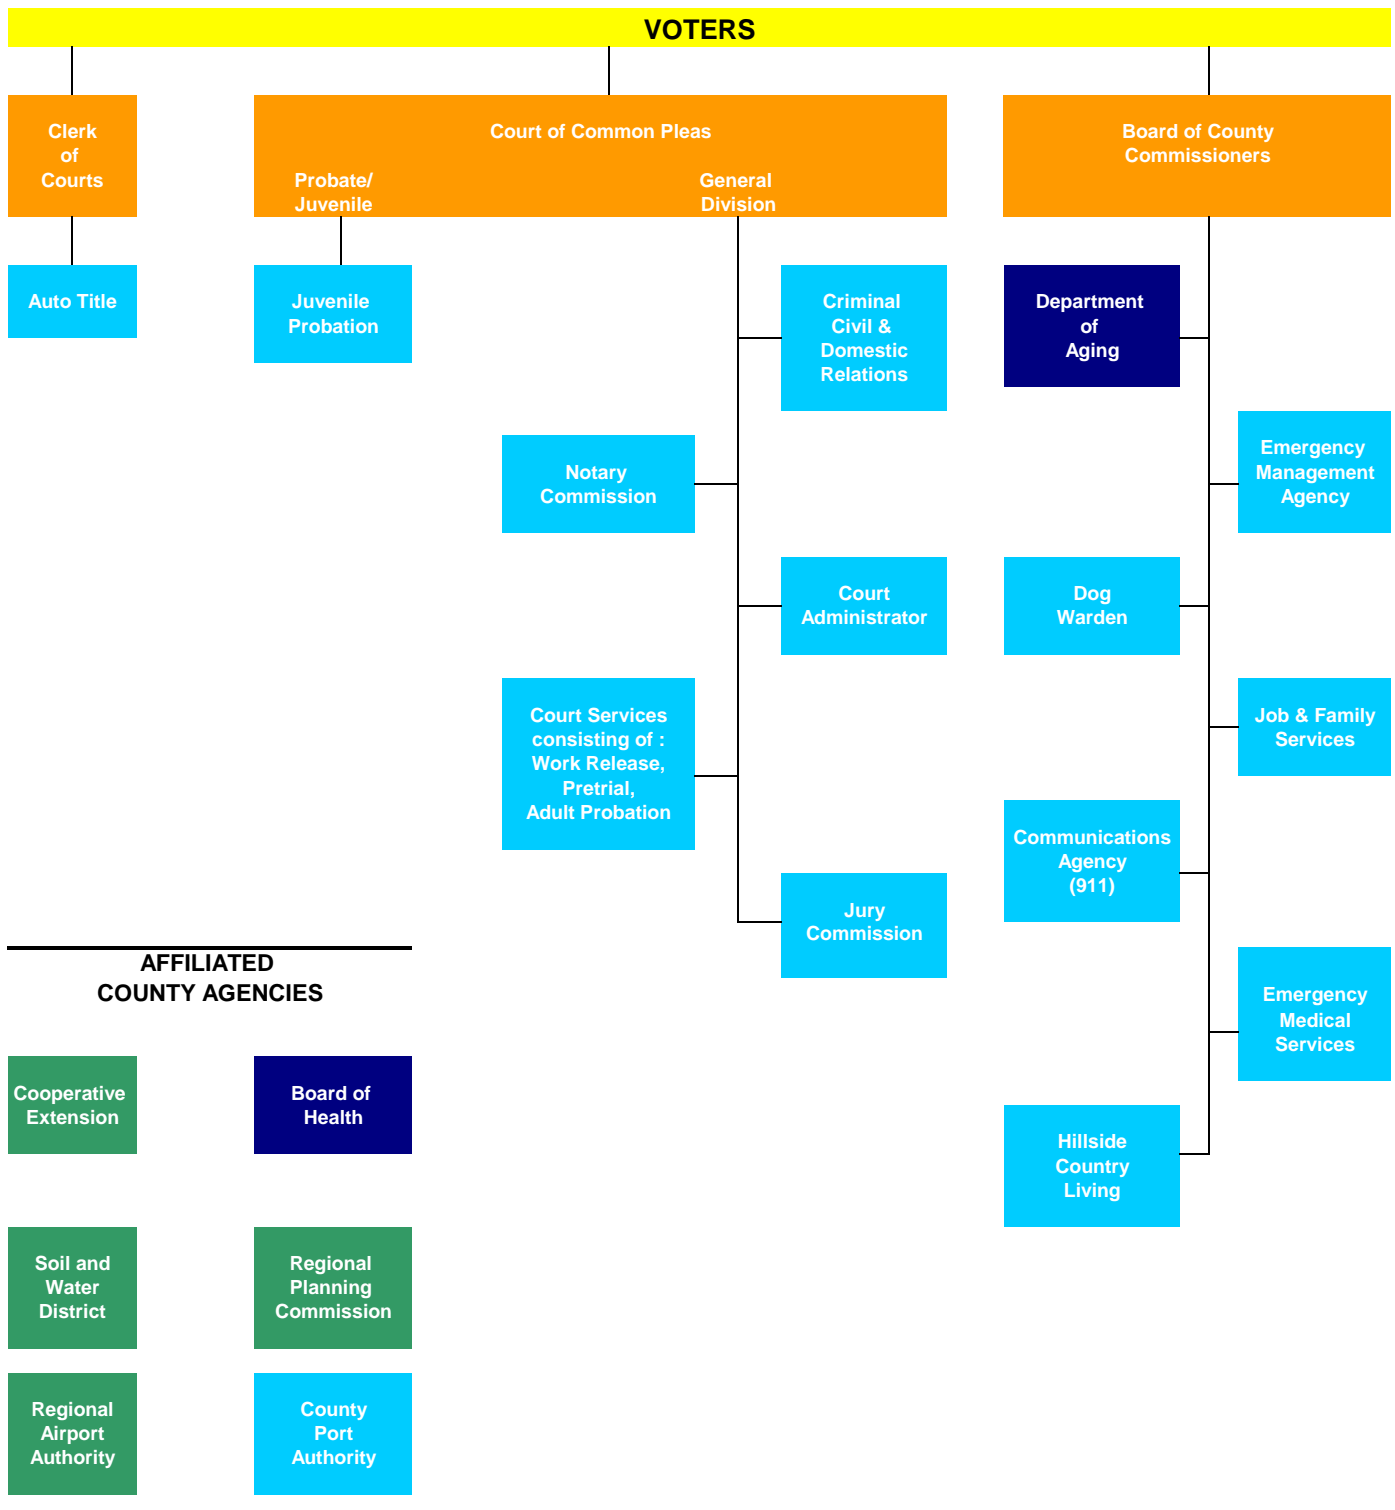 VOTERS
Clerk
of
Courts
Court of Common Pleas
Probate/
Juvenile
General
Division
Board of County
Commissioners
Auto Title
Juvenile
Probation
Criminal
Civil &
Domestic
Relations
Department
of
Aging
Notary
Commission
Emergency
Management
Agency
Court
Administrator
Dog
Warden
Court Services
consisting of :
Work Release,
Pretrial,
Adult Probation
Job & Family
Services
Communications
Agency
(911)
Jury
Commission
Emergency
Medical
Services
Hillside
Country
Living
AFFILIATED
COUNTY AGENCIES
Cooperative
Extension
Board of
Health
Soil and
Water
District
Regional
Planning
Commission
Regional
Airport
Authority
County
Port
Authority